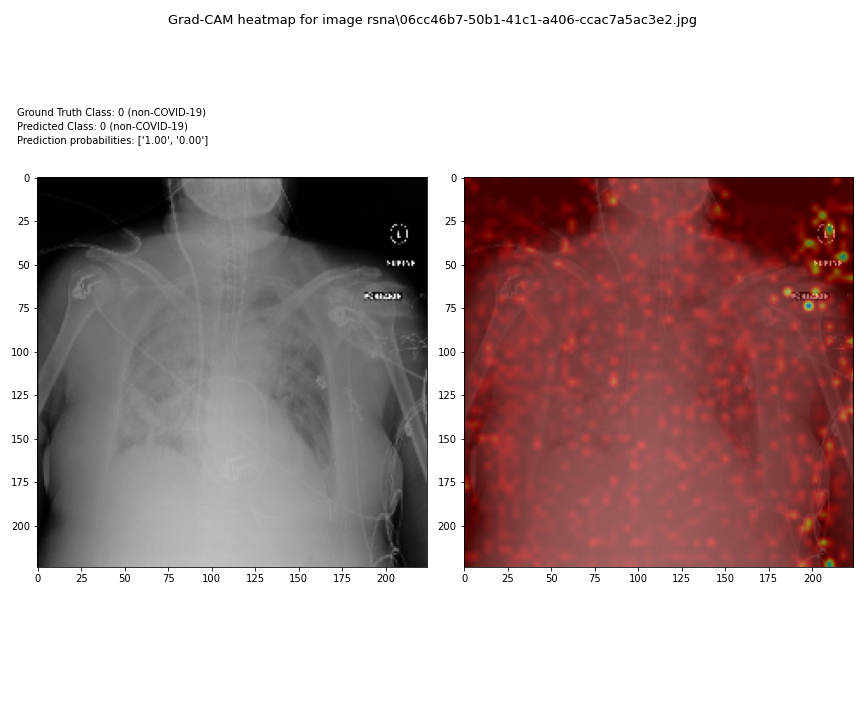 Grad-CAM heatmap for image rsna\06cc46b7-50b1-41c1-a406-ccac7a5ac3e2.jpg
Ground Truth Class: 0 (non-COVID-19)
Predicted Class: 0 (non-COVID-19)
Prediction probabilities: ['1.00', '0.00']
0
25
50
75
100
125
150
175
200
0 25 50 75 100 125 150 175 200
L
SUPINE
PORTABLE
0
25
50
75
100
125
150
175
200
0 25 50 75 100 125 150 175 200
L
SUPINE